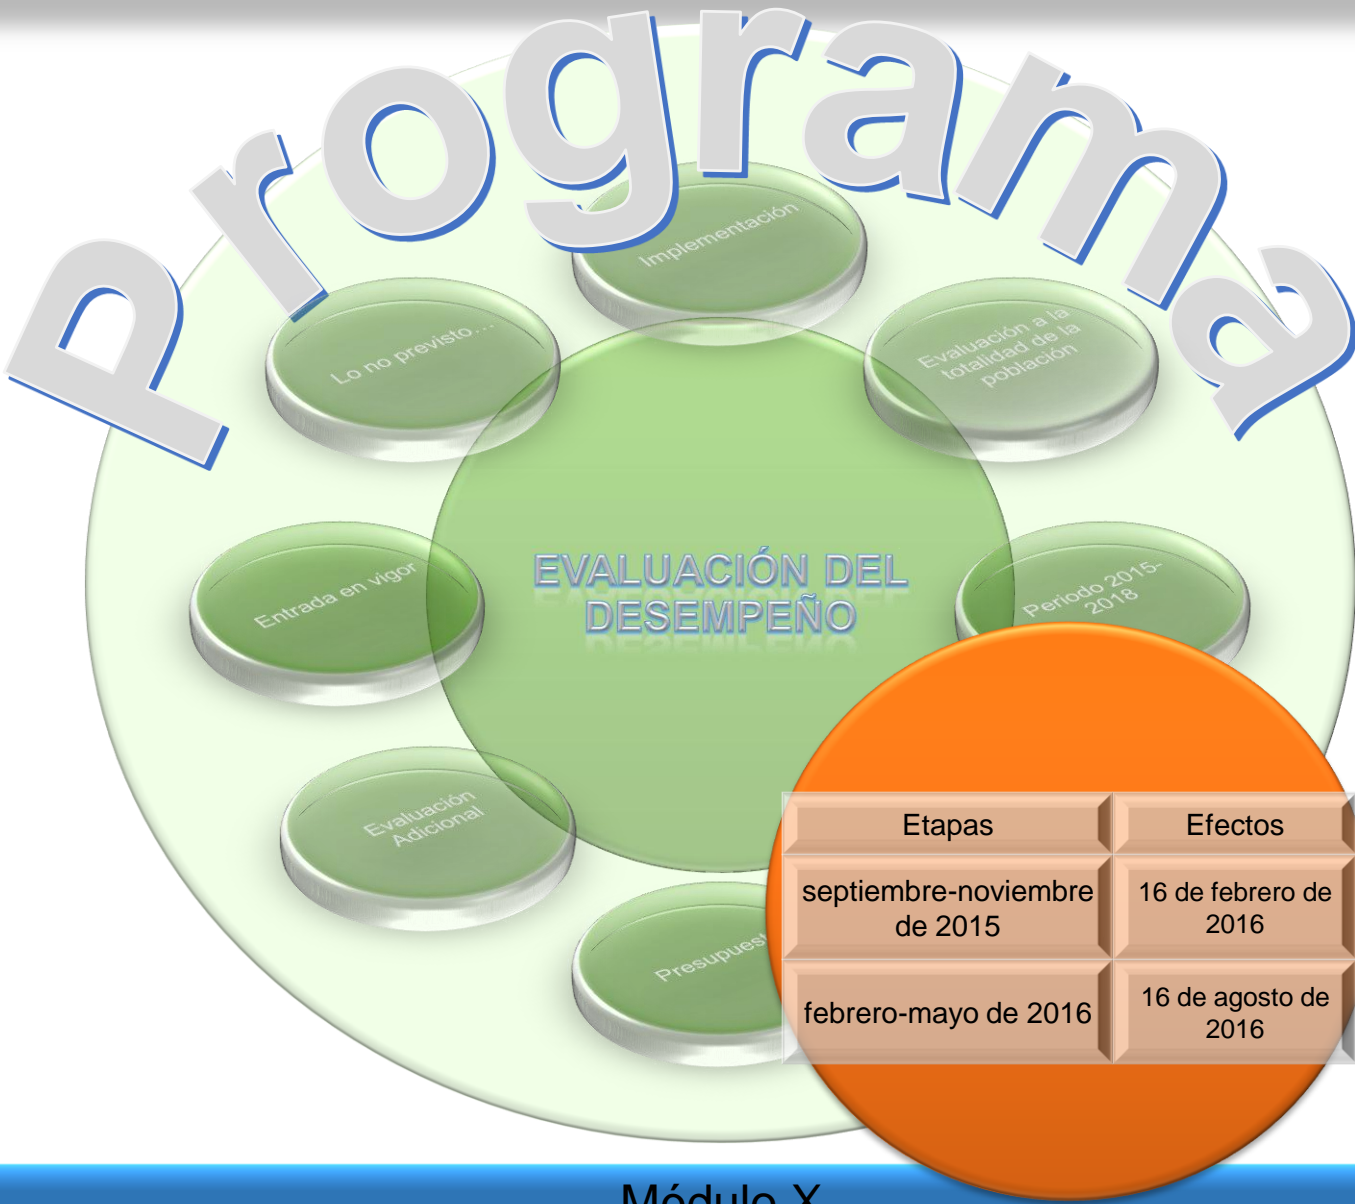 Programa
Implementación
Lo no previsto…
Evaluación a la
totalidad de la
población
EVALUACIÓN DEL
DESEMPEÑO
Entrada en vigor
Periodo 2015-
2018
Evaluación
Adicional
Presupuest
Etapas Efectos
septiembre-noviembre
de 2015
16 de febrero de
2016
febrero-mayo de 2016
16 de agosto de
2016
Módulo X